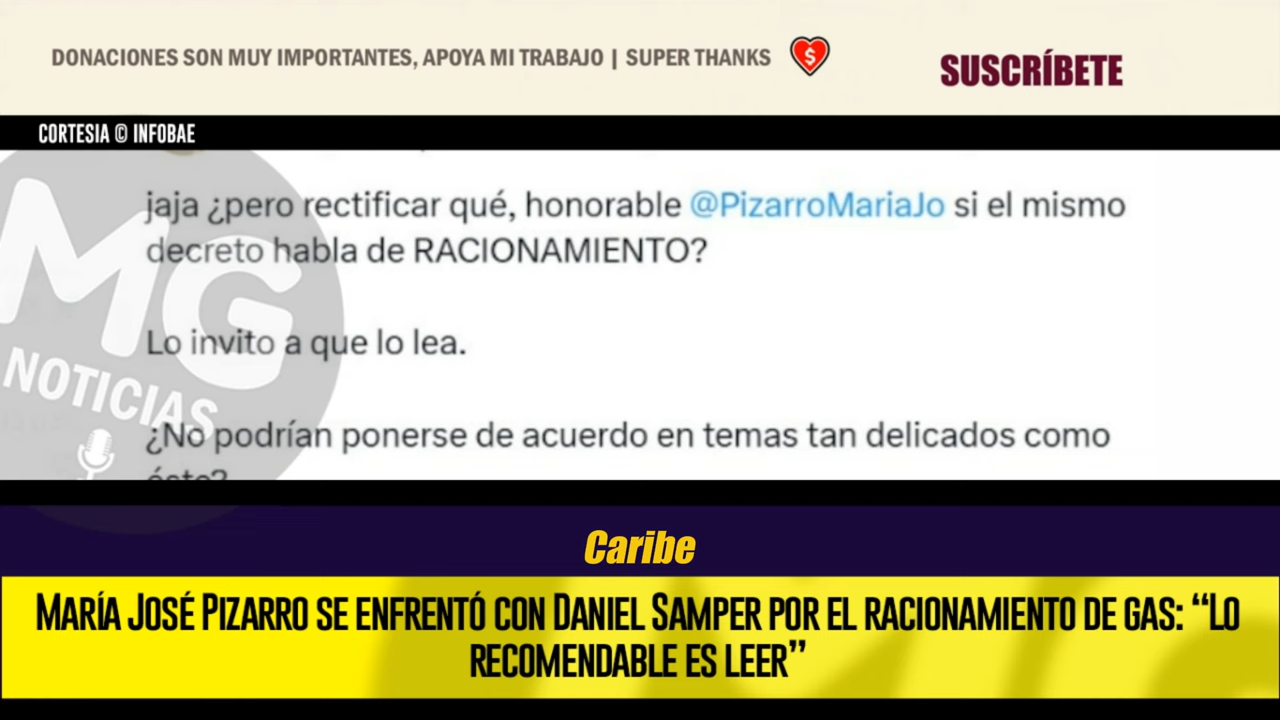 DONACIONES SON MUY IMPORTANTES, APOYA MI TRABAJO | SUPER THANKS
SUSCRÍBETE
CORTESIA © INFOBAE
jaja ¿pero rectificar qué, honorable @PizarroMariaJo si el mismo
decreto habla de RACIONAMIENTO?
Lo invito a que lo lea.
¿No podrían ponerse de acuerdo en temas tan delicados como
MG
NOTICIAS
Caribe
MARÍA JOSÉ PIZARRO SE ENFRENTÓ CON DANIEL SAMPER POR EL RACIONAMIENTO DE GAS: “LO
RECOMENDABLE ES LEER”